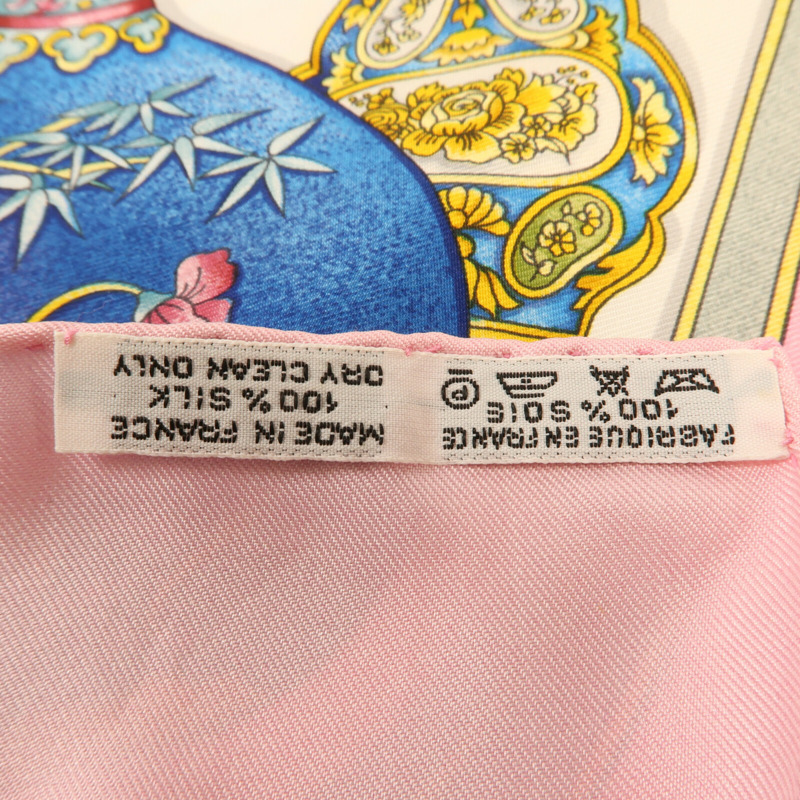 FABRIQUE EN FRANCE
100 % SOIE
P
MADE IN FRANCE
100 % SILK
DRY CLEAN ONLY